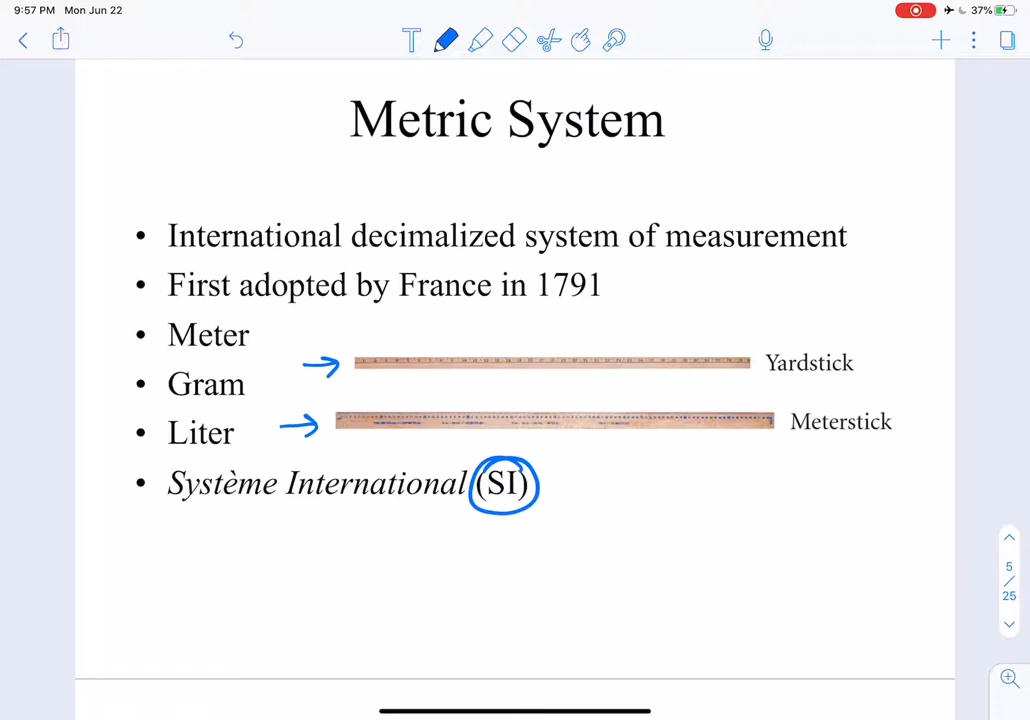 9:57 PM Mon Jun 22
37%
T
Metric System
• International decimalized system of measurement
• First adopted by France in 1791
• Meter
Yardstick
• Gram
Meterstick
• Liter
• Système International (SI)
5
/
25